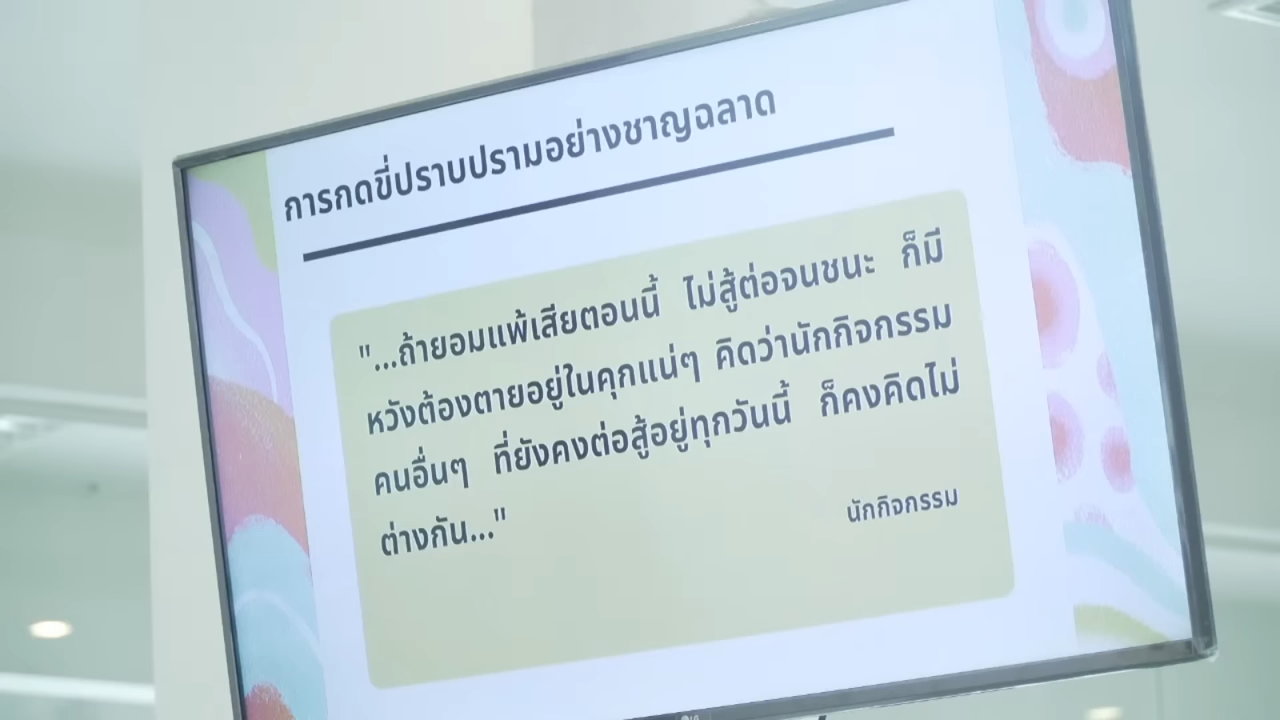 การกดขี่ปราบปรามอย่างชาญฉลาด
"...ถ้ายอมแพ้เสียตอนนี้ ไม่สู้ต่อจนชนะ ก็มี
หวังต้องตายอยู่ในคุกแน่ๆ คิดว่านักกิจกรรม
คนอื่นๆ ที่ยังคงต่อสู้อยู่ทุกวันนี้ ก็คงคิดไม่
ต่างกัน..."
นักกิจกรรม